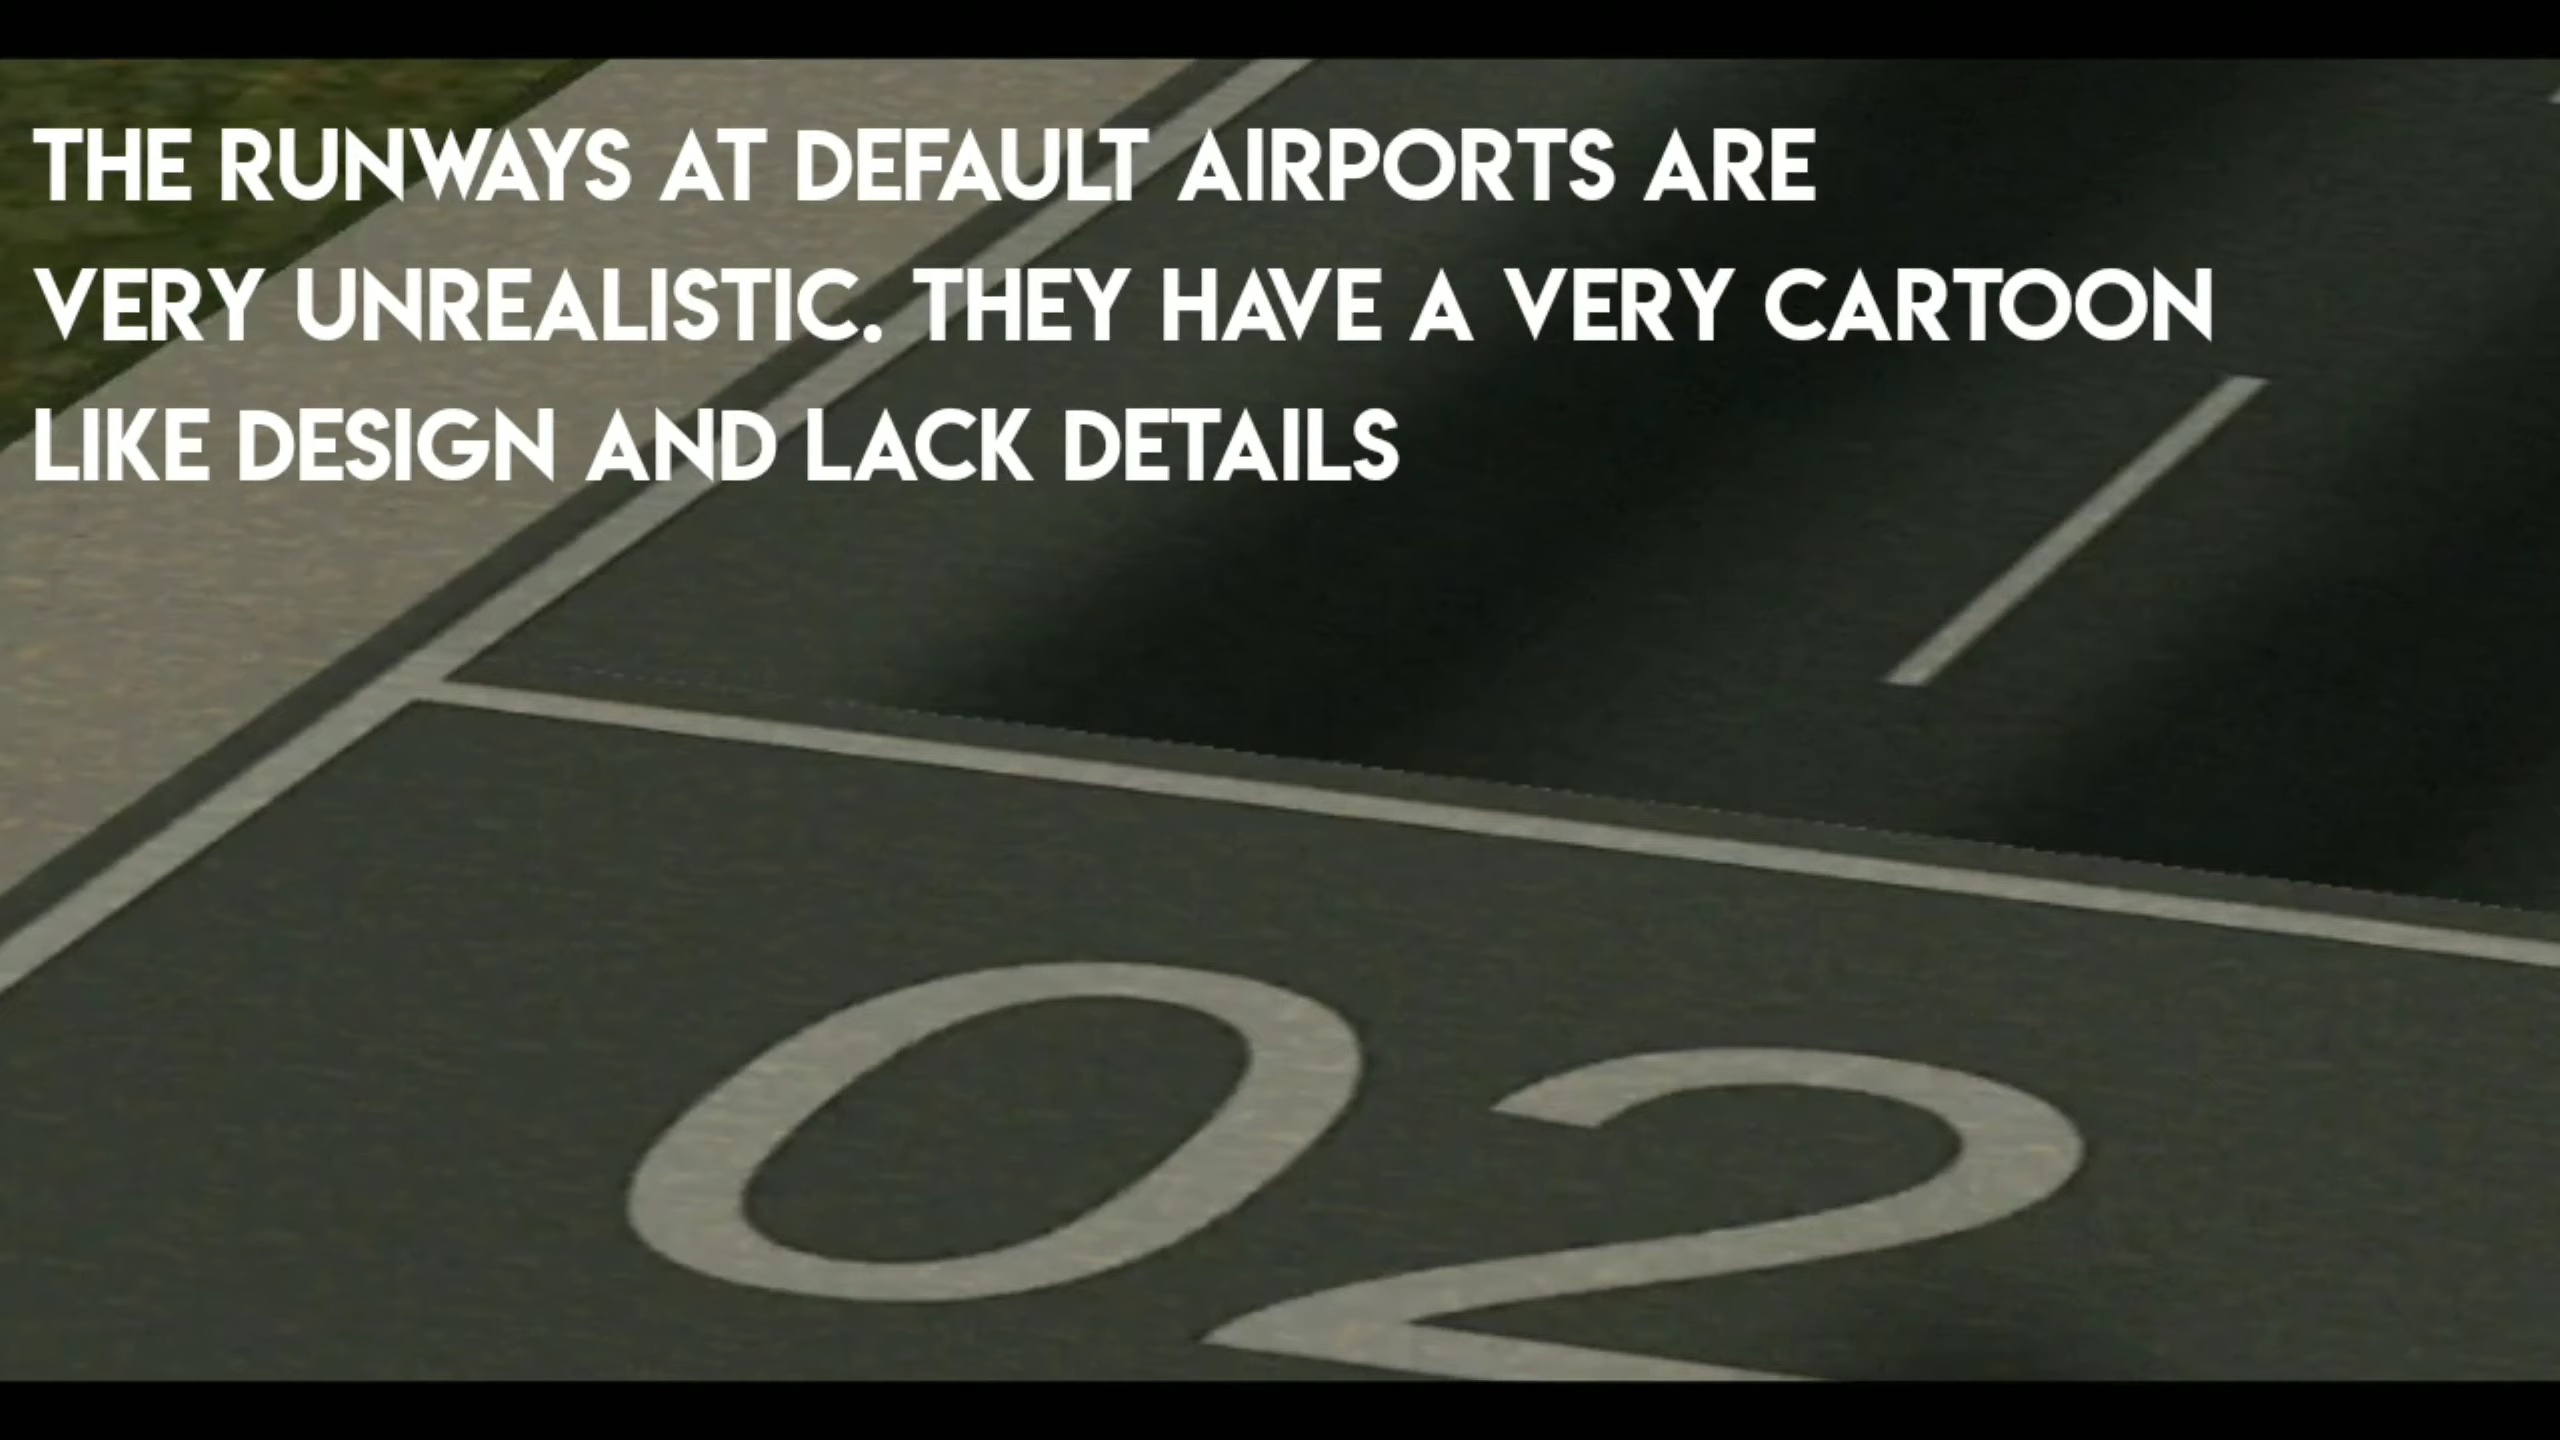 THE RUNWAYS AT DEFAULT AIRPORTS ARE
VERY UNREALISTIC. THEY HAVE A VERY CARTOON
LIKE DESIGN AND LACK DETAILS
02